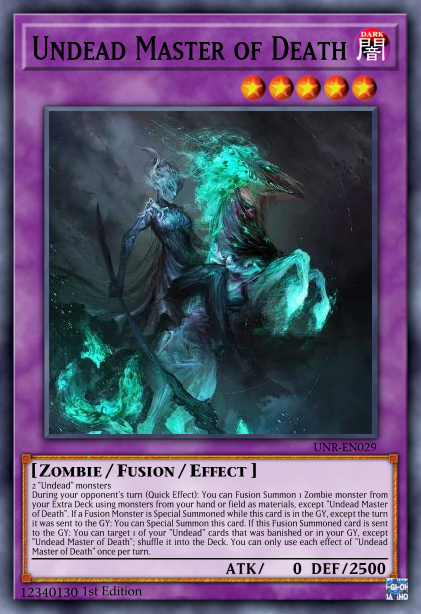 UNDEAD MASTER OF DEATH
DARK
闇
UNR-EN029
[ZOMBIE / FUSION / EFFECT ]
2 "Undead" monsters
During your opponent's turn (Quick Effect): You can Fusion Summon 1 Zombie monster from
your Extra Deck using monsters from your hand or field as materials, except "Undead Master
of Death". If a Fusion Monster is Special Summoned while this card is in the GY, except the turn
it was sent to the GY: You can Special Summon this card. If this Fusion Summoned card is sent
to the GY: You can target 1 of your "Undead" cards that was banished or in your GY, except
"Undead Master of Death"; shuffle it into the Deck. You can only use each effect of "Undead
Master of Death" once per turn.
ATK/ 0 DEF/2500
12340130 1st Edition